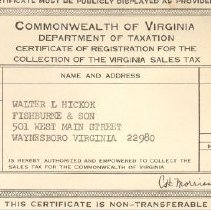 CERTIFICATE MUST BE PUBLICLY DISPLAYED AS PROVIDED
COMMONWEALTH OF VIRGINIA
DEPARTMENT OF TAXATION
CERTIFICATE OF REGISTRATION FOR THE
COLLECTION OF THE VIRGINIA SALES TAX
NAME AND ADDRESS
WALTER L HICKOK
FISHBURNE & SON
501 WEST MAIN STREET
WAYNESBORO VIRGINIA 22980
IS HEREBY AUTHORIZED AND EMPOWERED TO COLLECT THE
SALES TAX FOR THE COMMONWEALTH OF VIRGINIA.
THIS CERTIFICATE IS NON-TRANSFERABLE